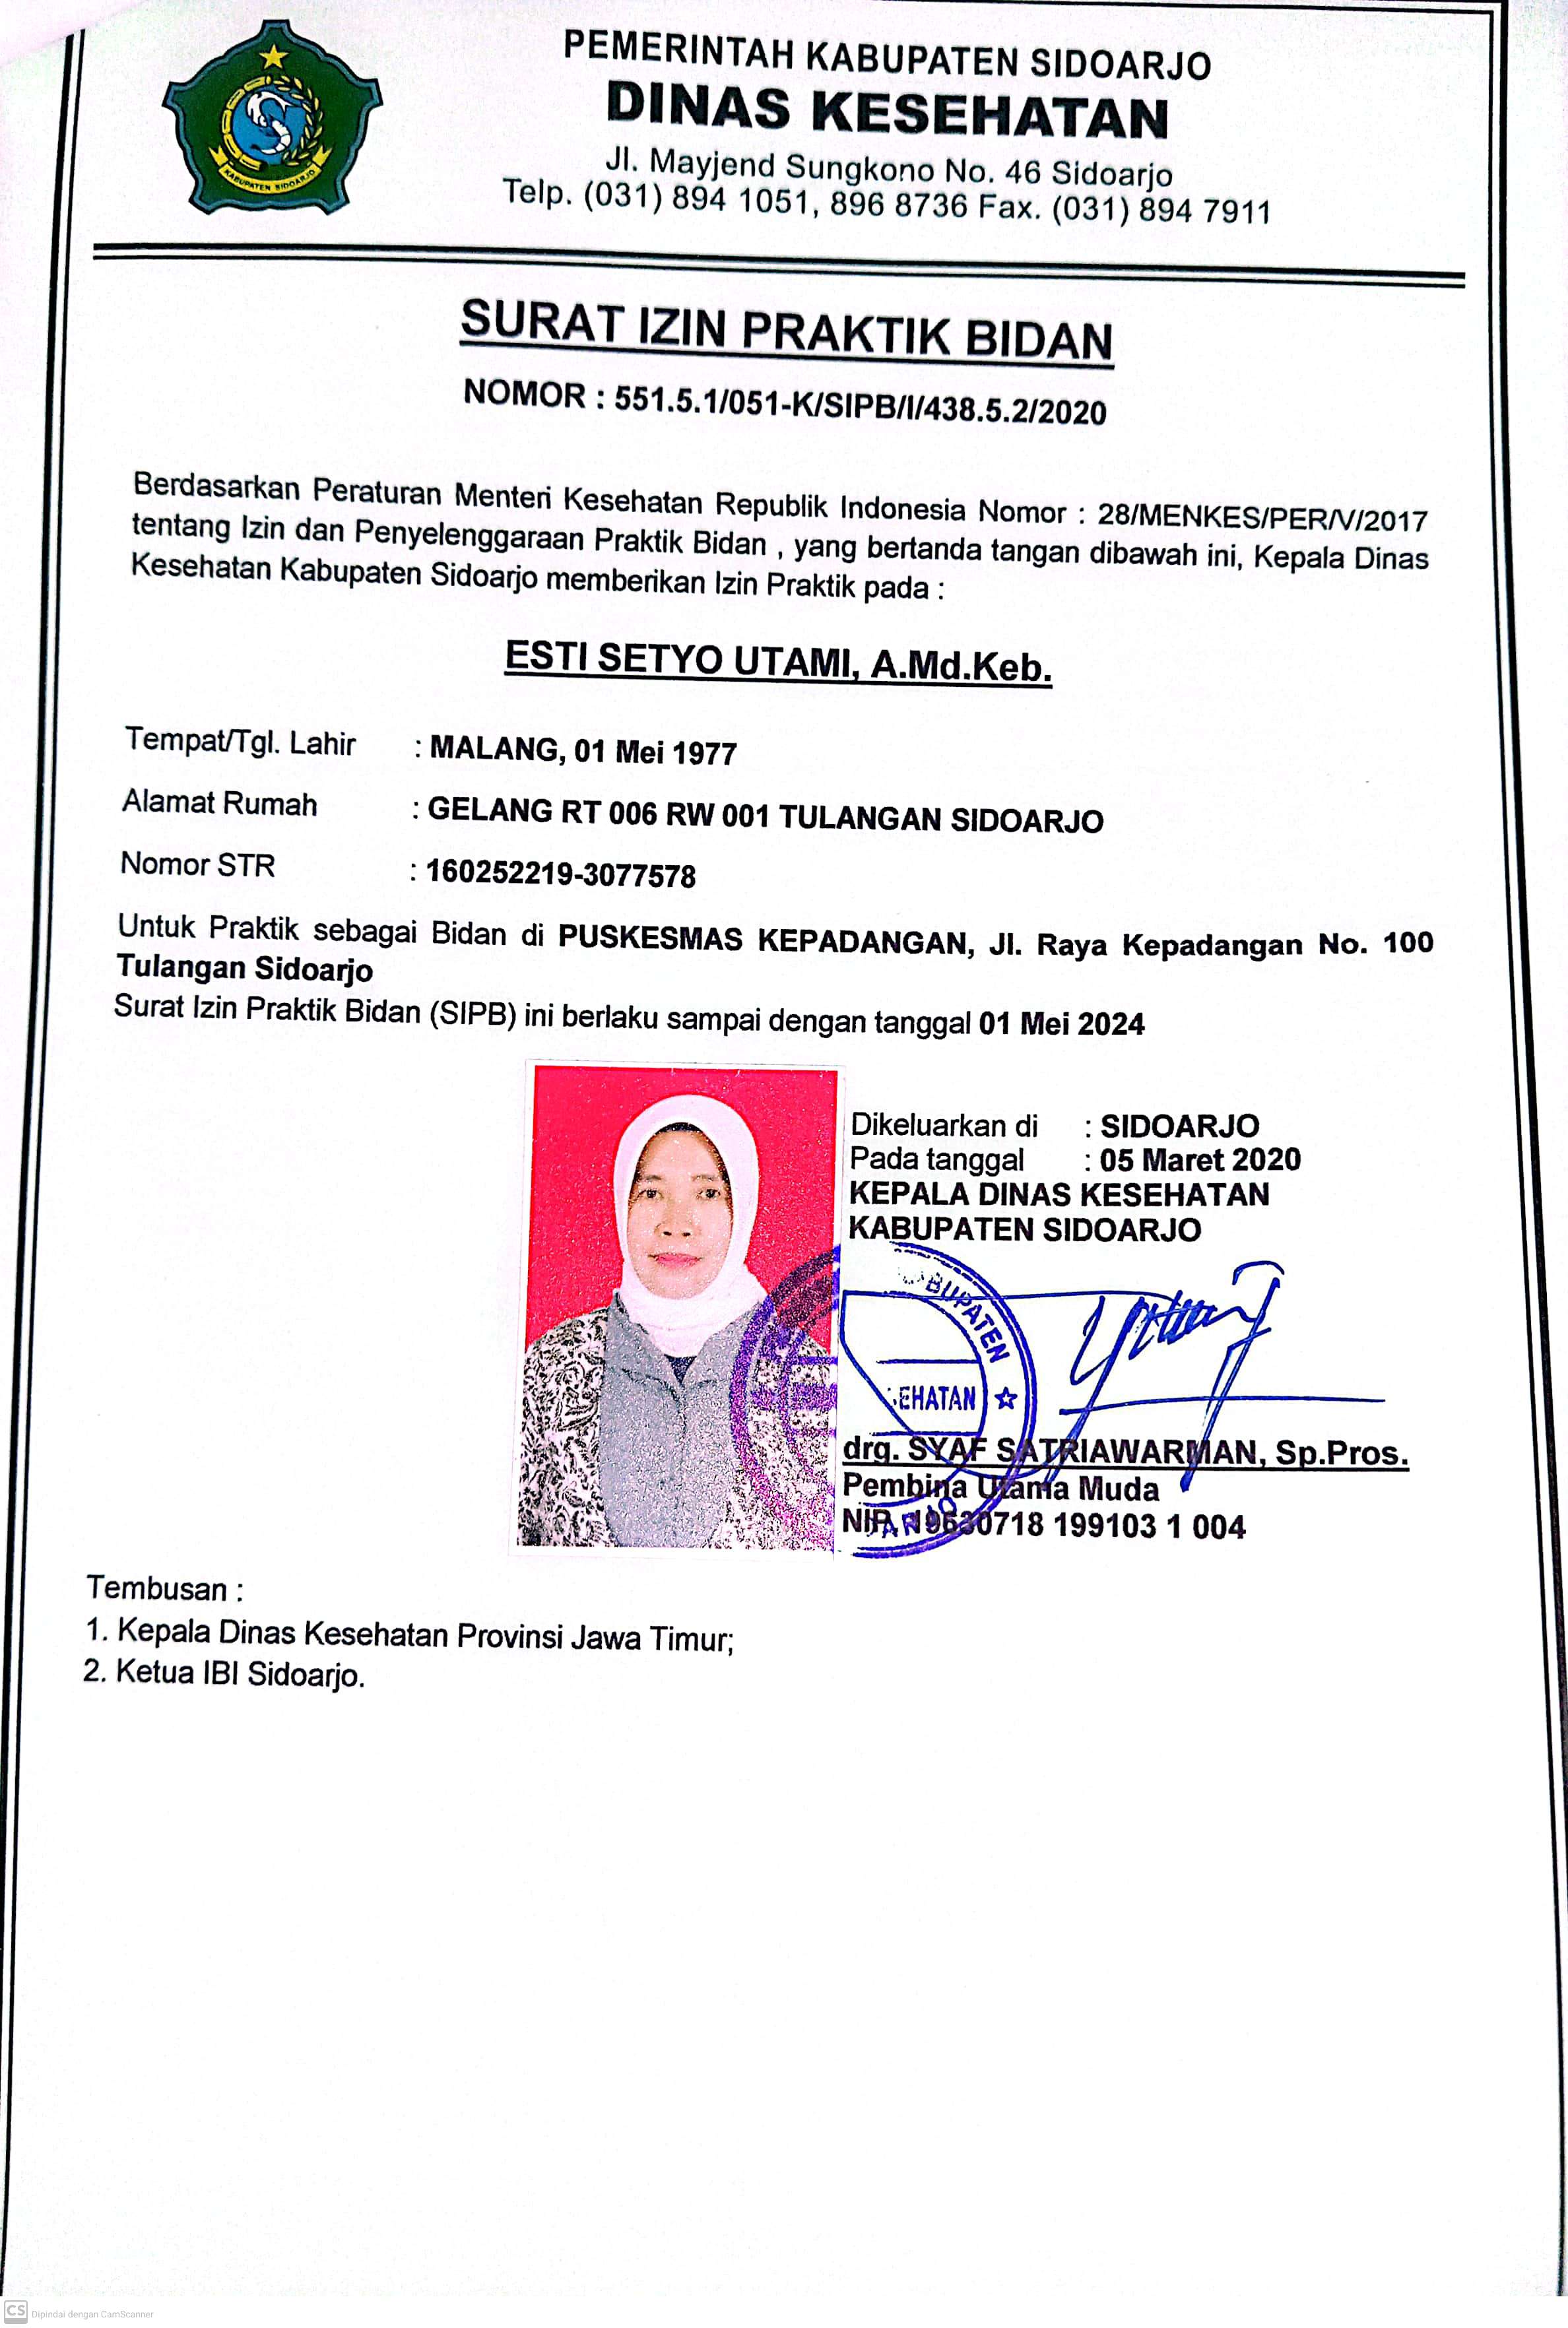 PEMERINTAH KABUPATEN SIDOARJO
DINAS KESEHATAN
Jl. Mayjend Sungkono No. 46 Sidoarjo
Telp. (031) 894 1051, 896 8736 Fax. (031) 894 7911
KABUPATEN SIDOARJO
SURAT IZIN PRAKTIK BIDAN
NOMOR : 551.5.1/051-K/SIPB/I/438.5.2/2020
Berdasarkan Peraturan Menteri Kesehatan Republik Indonesia Nomor : 28/MENKES/PER/V/2017
tentang Izin dan Penyelenggaraan Praktik Bidan , yang bertanda tangan dibawah ini, Kepala Dinas
Kesehatan Kabupaten Sidoarjo memberikan Izin Praktik pada :
ESTI SETYO UTAMI, A.Md.Keb.
Tempat/Tgl. Lahir : MALANG, 01 Mei 1977
Alamat Rumah : GELANG RT 006 RW 001 TULANGAN SIDOARJO
Nomor STR : 160252219-3077578
Untuk Praktik sebagai Bidan di PUSKESMAS KEPADANGAN, Jl. Raya Kepadangan No. 100
Tulangan Sidoarjo
Surat Izin Praktik Bidan (SIPB) ini berlaku sampai dengan tanggal 01 Mei 2024
Dikeluarkan di : SIDOARJO
Pada tanggal : 05 Maret 2020
KEPALA DINAS KESEHATAN
KABUPATEN SIDOARJO
BUPATEN
EHATAN
ARJO
drg. SYAF SATRIAWARMAN, Sp.Pros.
Pembina Utama Muda
NIP. 19630718 199103 1 004
Tembusan :
1. Kepala Dinas Kesehatan Provinsi Jawa Timur;
2. Ketua IBI Sidoarjo.
CS Dipindai dengan CamScanner